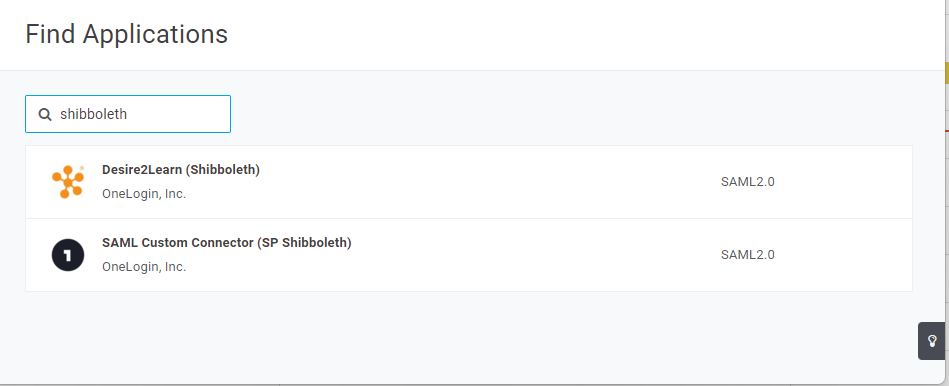 Find Applications
shibboleth
Desire2Learn (Shibboleth)
OneLogin, Inc.
SAML2.0
SAML Custom Connector (SP Shibboleth)
OneLogin, Inc.
SAML2.0